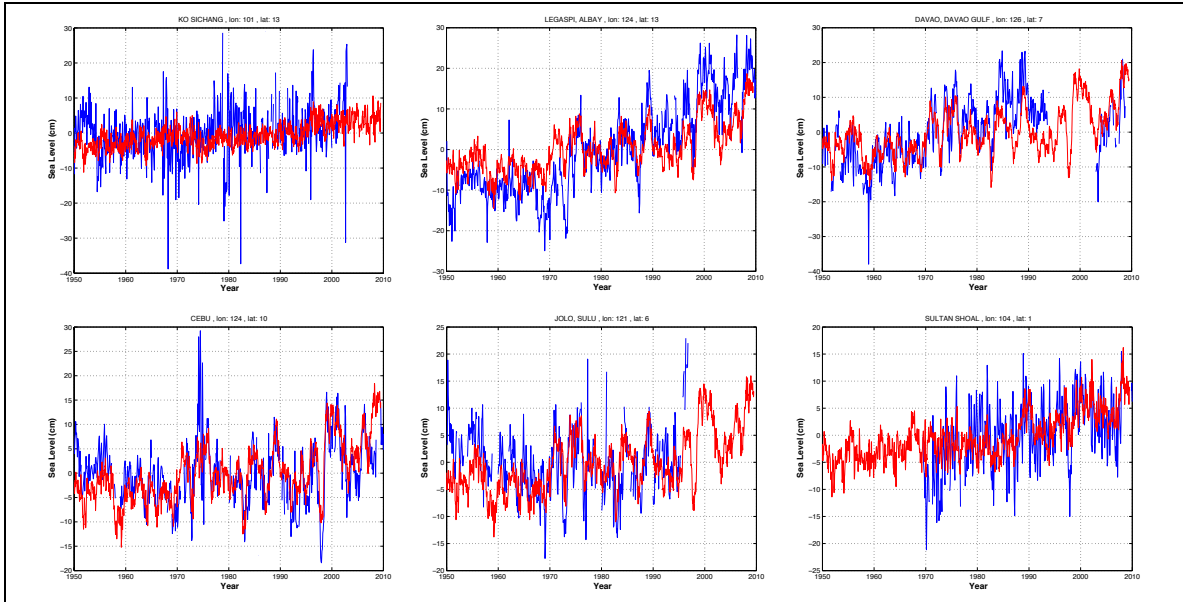 KO SICHANG , lon: 101 , lat: 13
30
20
10
0
−10
−20
−30
−40
Sea Level (cm)
1950 1960 1970 1980 1990 2000 2010
Year
LEGASPI, ALBAY , lon: 124 , lat: 13
30
20
10
0
−10
−20
−30
Sea Level (cm)
1950 1960 1970 1980 1990 2000 2010
Year
DAVAO, DAVAO GULF , lon: 126 , lat: 7
30
20
10
0
−10
−20
−30
−40
Sea Level (cm)
1950 1960 1970 1980 1990 2000 2010
Year
CEBU , lon: 124 , lat: 10
30
25
20
15
10
5
0
−5
−10
−15
−20
Sea Level (cm)
1950 1960 1970 1980 1990 2000 2010
Year
JOLO, SULU , lon: 121 , lat: 6
25
20
15
10
5
0
−5
−10
−15
−20
Sea Level (cm)
1950 1960 1970 1980 1990 2000 2010
Year
SULTAN SHOAL , lon: 104 , lat: 1
20
15
10
5
0
−5
−10
−15
−20
−25
Sea Level (cm)
1950 1960 1970 1980 1990 2000 2010
Year